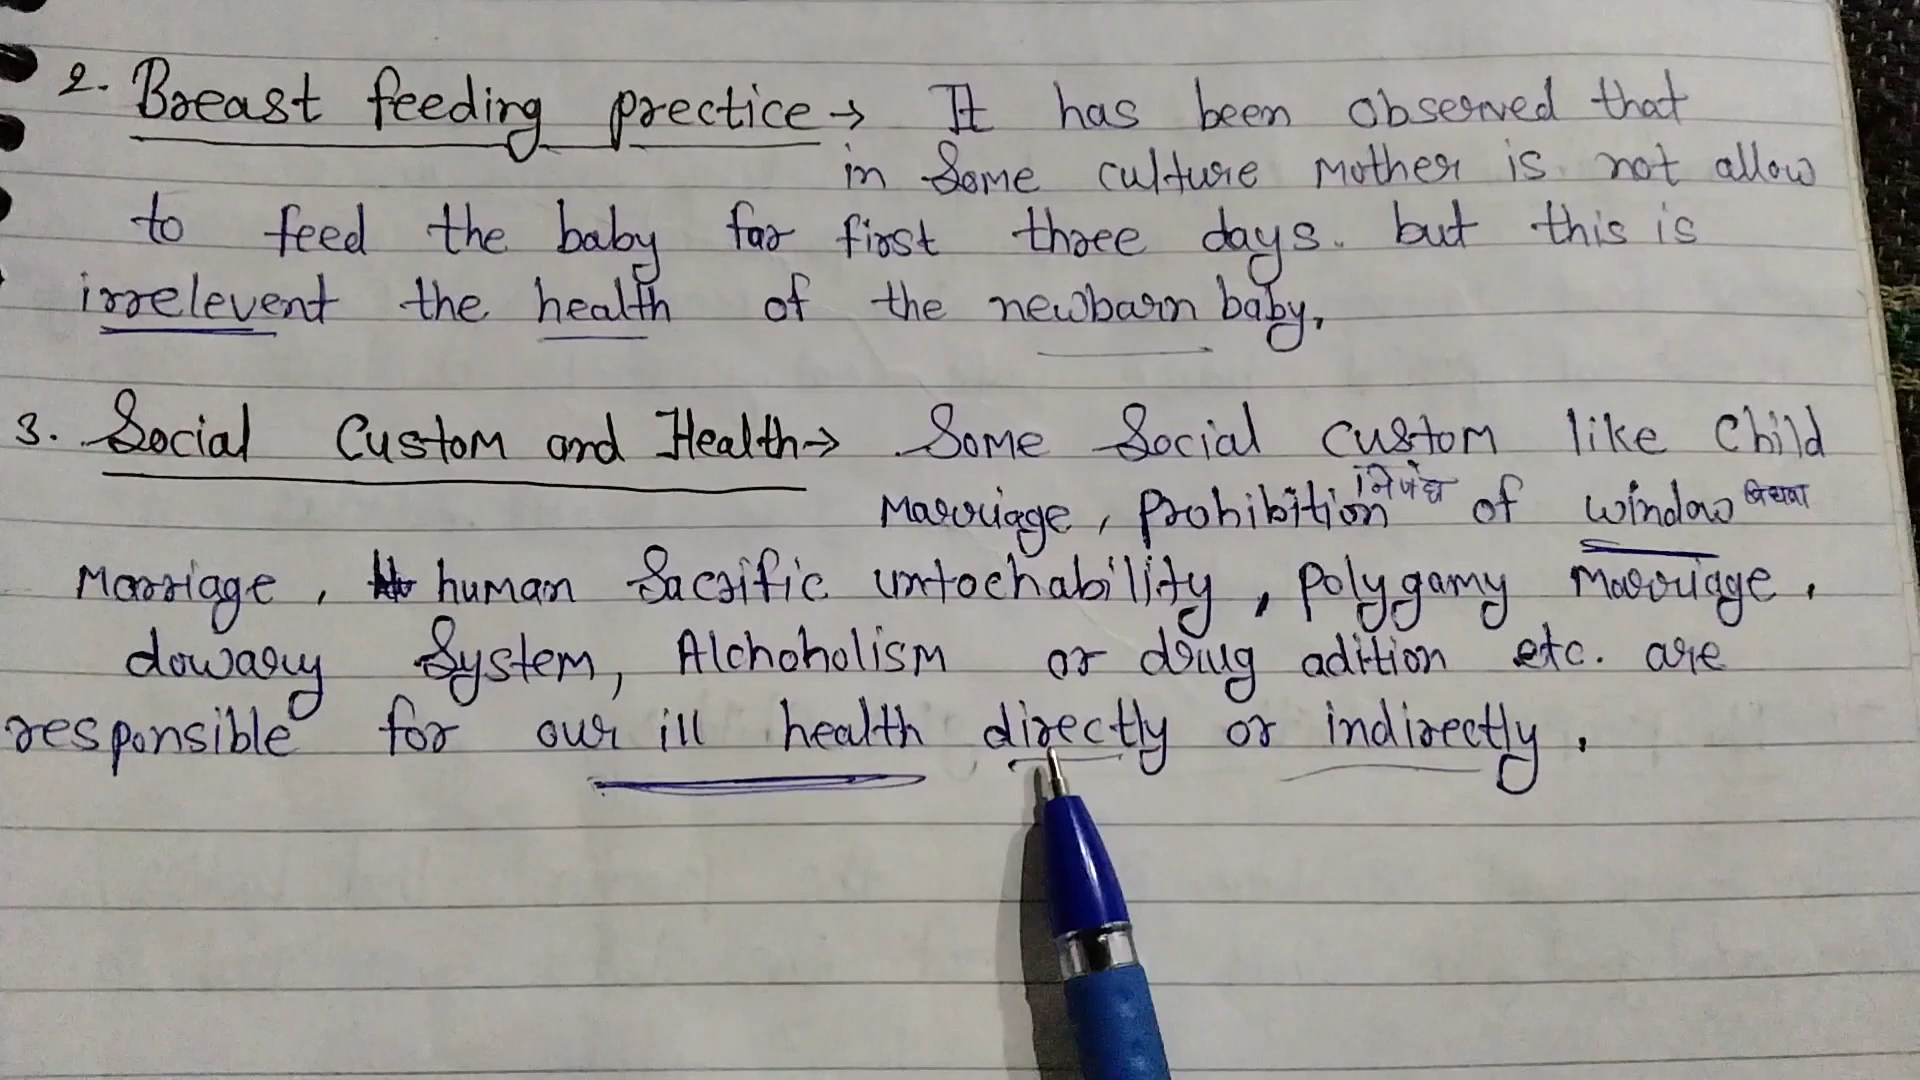 2. Breast feeding prectice → It has been observed that
in Some culture Mother is not allow
to feed the baby for first three days. but this is
irrelevent the health of the newbarn baby,
3. Social Custom and Health → Some Social Custom like Child
Marriage, Prohibition निषेध of window विधवा
Marriage, human Sacrific untochability, Polygamy Marriage,
dowary System, Alchoholism or drug adition etc. are
responsible for our ill health directly or indirectly.